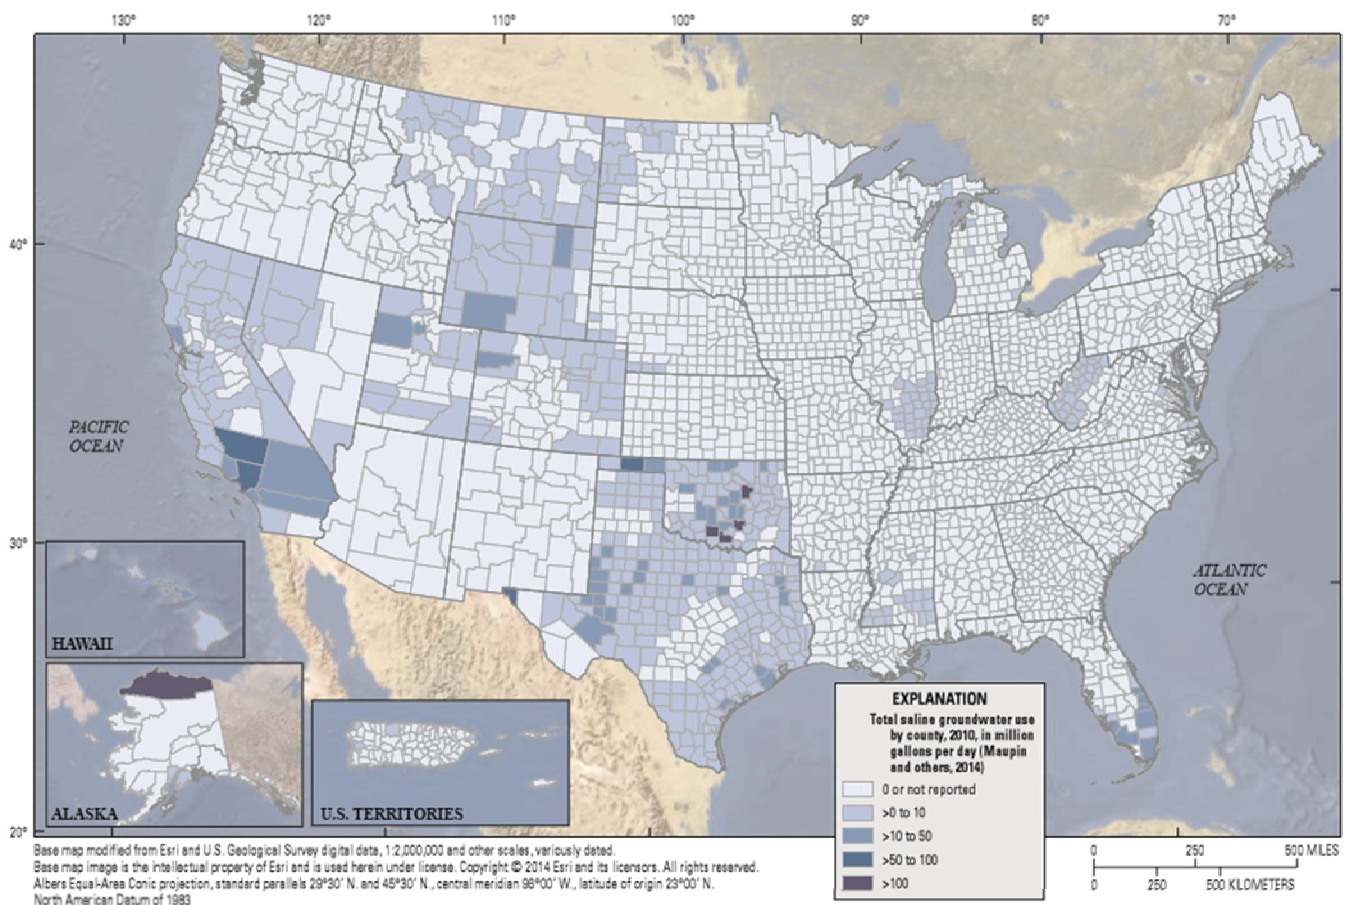 130° 120° 110° 100° 90° 80° 70°
40°
30°
20°
PACIFIC
OCEAN
ATLANTIC
OCEAN
HAWAII
ALASKA
U.S. TERRITORIES
EXPLANATION
Total saline groundwater use
by county, 2010, in million
gallons per day (Maupin
and others, 2014)
0 or not reported
>0 to 10
>10 to 50
>50 to 100
>100
Base map modified from Esri and U.S. Geological Survey digital data, 1:2,000,000 and other scales, variously dated.
Base map image is the intellectual property of Esri and is used herein under license. Copyright © 2014 Esri and its licensors. All rights reserved.
Albers Equal-Area Conic projection, standard parallels 29°30' N. and 45°30' N., central meridian 96°00' W., latitude of origin 23°00' N.
North American Datum of 1983
0 250 500 MILES
0 250 500 KILOMETERS